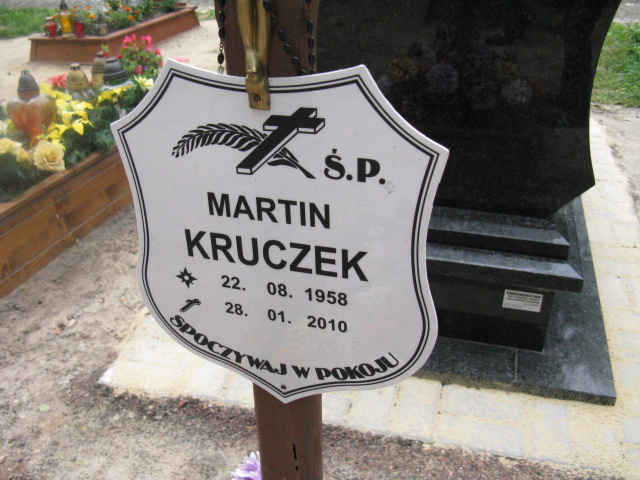 Ś.P.
MARTIN
KRUCZEK
22. 08. 1958
28. 01. 2010
SPOCZYWAJ W POKOJU